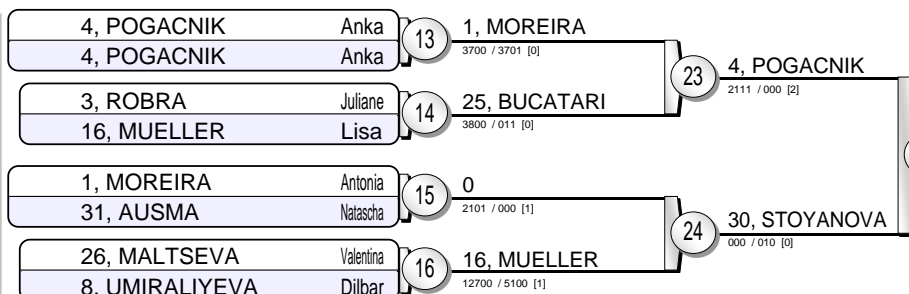 4, POGACNIK Anka
4, POGACNIK Anka
13
1, MOREIRA
3700 / 3701 [0]
23
4, POGACNIK
2111 / 000 [2]
3, ROBRA Juliane
16, MUELLER Lisa
14
25, BUCATARI
3800 / 011 [0]
1, MOREIRA Antonia
31, AUSMA Natascha
15
0
2101 / 000 [1]
24
30, STOYANOVA
000 / 010 [0]
26, MALTSEVA Valentina
8, UMIRALIYEVA Dilbar
16
16, MUELLER
12700 / 5100 [1]